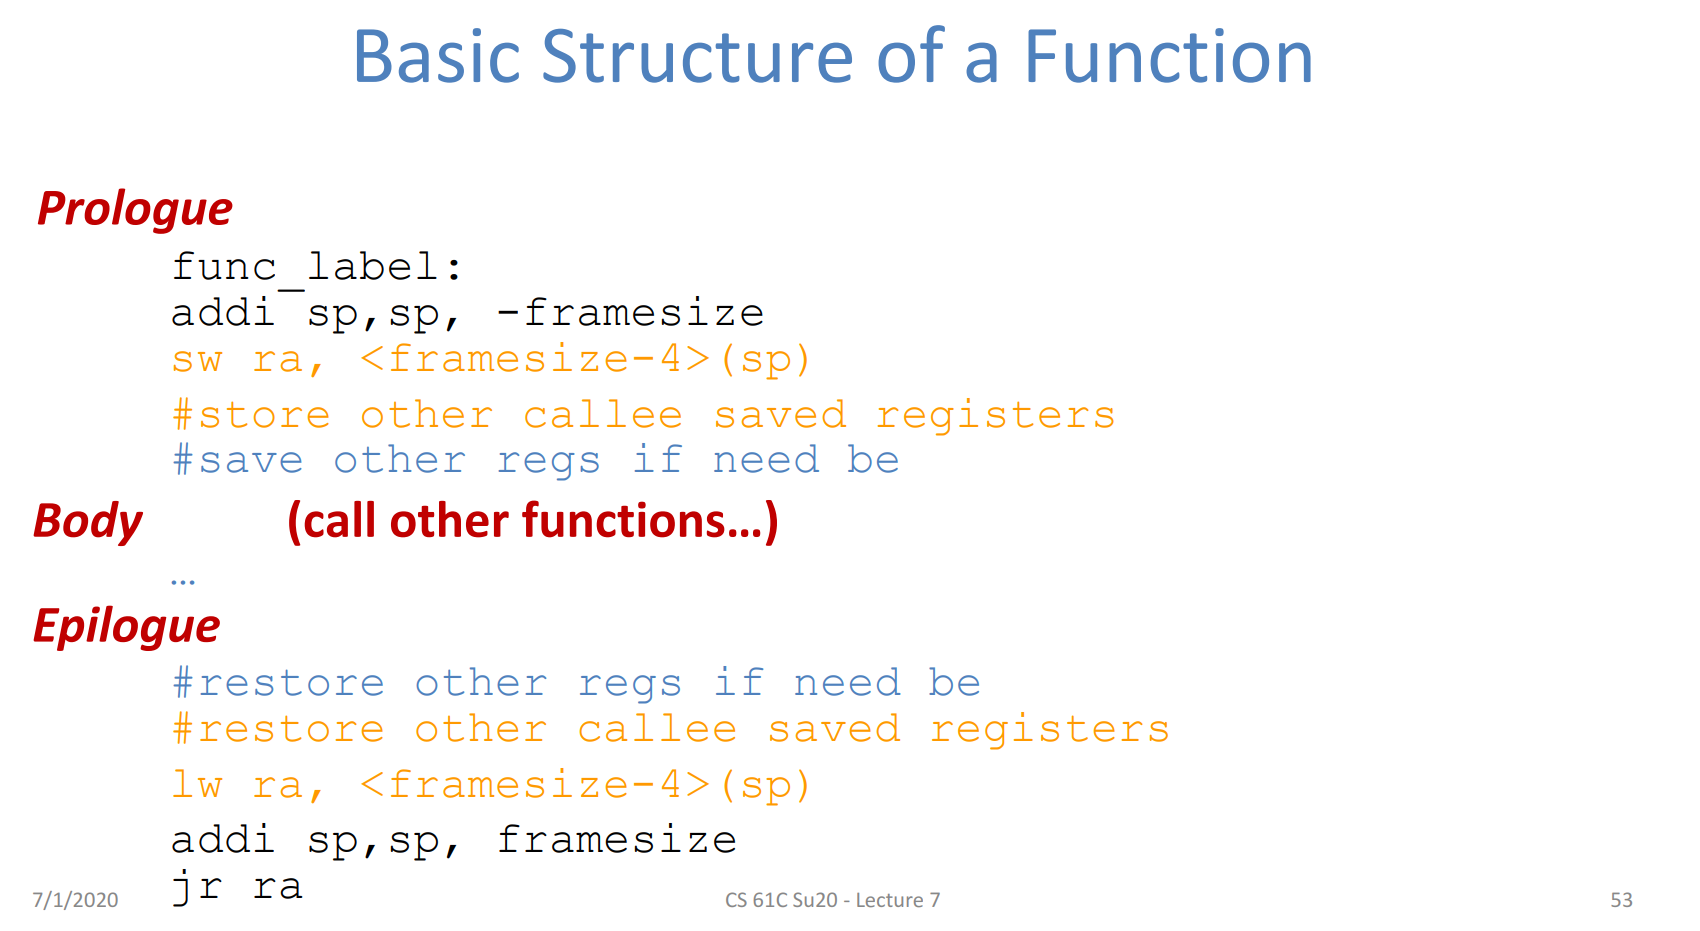 Basic Structure of a Function
Prologue
func_label:
addi sp,sp, -framesize
sw ra, <framesize-4>(sp)
#store other callee saved registers
#save other regs if need be
Body (call other functions…)
…
Epilogue
#restore other regs if need be
#restore other callee saved registers
lw ra, <framesize-4>(sp)
addi sp,sp, framesize
jr ra
7/1/2020 CS 61C Su20 - Lecture 7 53